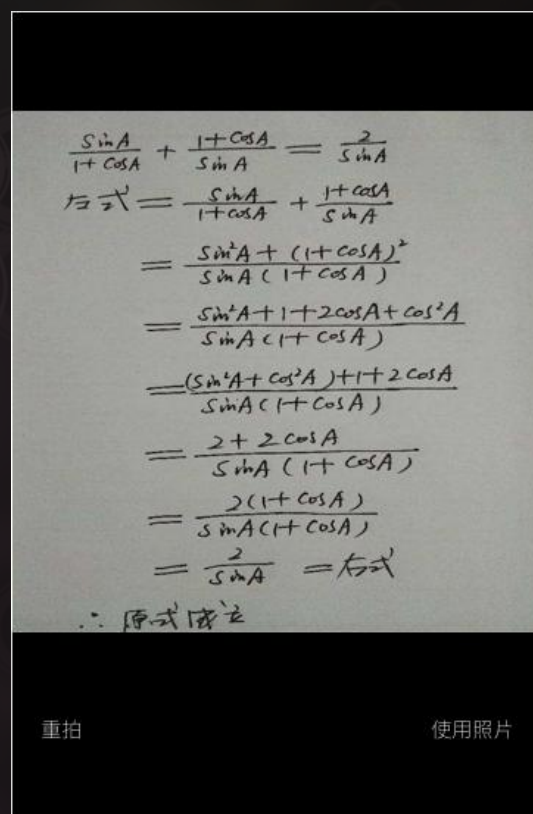 sinA/(1+cosA) + (1+cosA)/sinA = 2/sinA
左式 = sinA/(1+cosA) + (1+cosA)/sinA
= (sin²A+(1+cosA)²)/(sinA(1+cosA))
= (sin²A+1+2cosA+cos²A)/(sinA(1+cosA))
= ((sin²A+cos²A)+1+2cosA)/(sinA(1+cosA))
= (2+2cosA)/(sinA(1+cosA))
= 2(1+cosA)/(sinA(1+cosA))
= 2/sinA = 右式
∴ 原式成立
重拍 使用照片